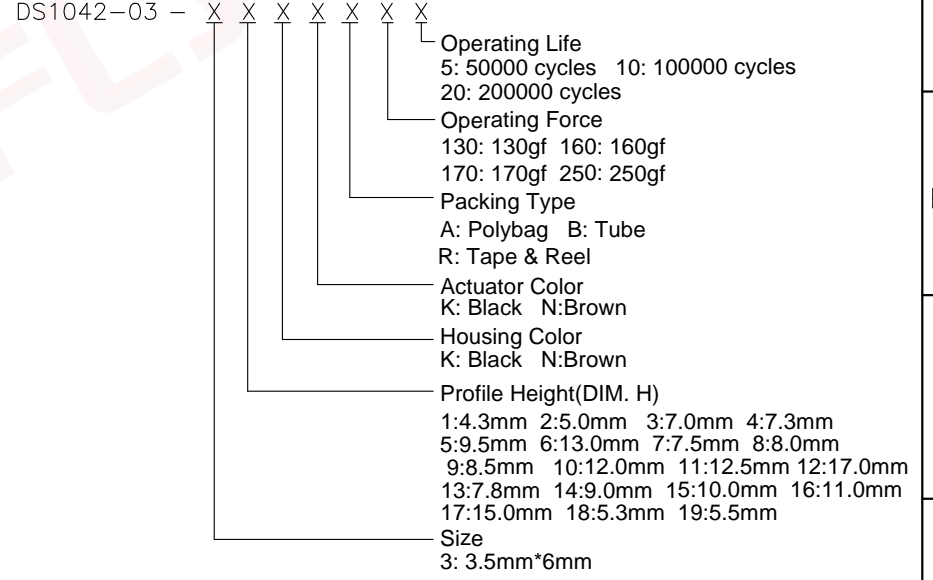 DS1042-03 - X X X X X X X
Operating Life
5: 50000 cycles 10: 100000 cycles
20: 200000 cycles
Operating Force
130: 130gf 160: 160gf
170: 170gf 250: 250gf
Packing Type
A: Polybag B: Tube
R: Tape & Reel
Actuator Color
K: Black N:Brown
Housing Color
K: Black N:Brown
Profile Height(DIM. H)
1:4.3mm 2:5.0mm 3:7.0mm 4:7.3mm
5:9.5mm 6:13.0mm 7:7.5mm 8:8.0mm
9:8.5mm 10:12.0mm 11:12.5mm 12:17.0mm
13:7.8mm 14:9.0mm 15:10.0mm 16:11.0mm
17:15.0mm 18:5.3mm 19:5.5mm
Size
3: 3.5mm*6mm